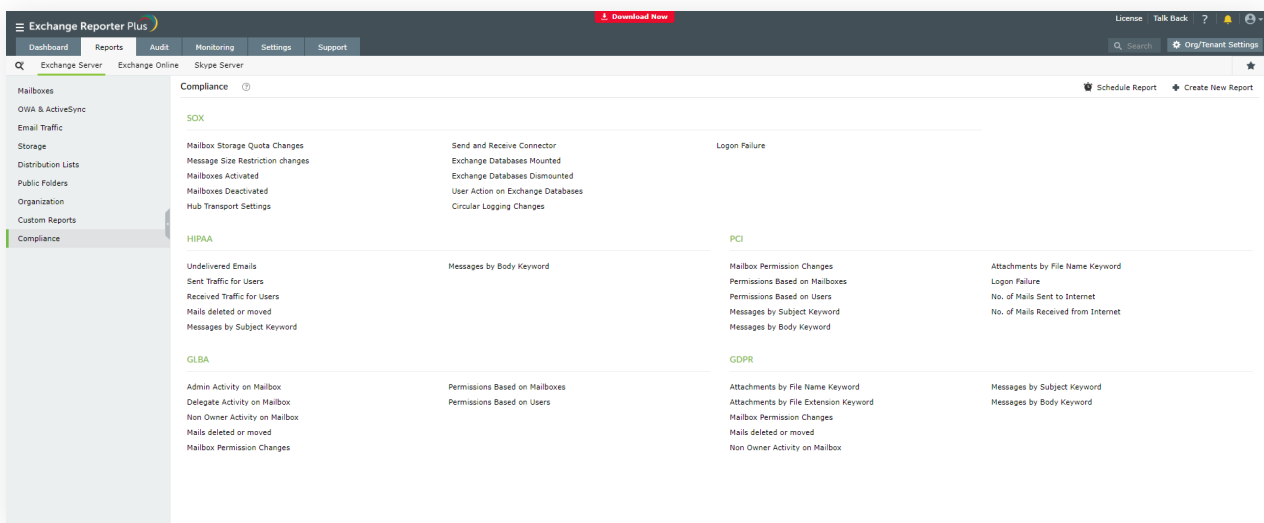 Download Now
License Talk Back ?
Exchange Reporter Plus
Dashboard Reports Audit Monitoring Settings Support
Search Org/Tenant Settings
Exchange Server Exchange Online Skype Server
Mailboxes
OWA & ActiveSync
Email Traffic
Storage
Distribution Lists
Public Folders
Organization
Custom Reports
Compliance
Compliance ?
Schedule Report Create New Report
SOX
Mailbox Storage Quota Changes Send and Receive Connector Logon Failure
Message Size Restriction changes Exchange Databases Mounted
Mailboxes Activated Exchange Databases Dismounted
Mailboxes Deactivated User Action on Exchange Databases
Hub Transport Settings Circular Logging Changes
HIPAA
Undelivered Emails Messages by Body Keyword
Sent Traffic for Users
Received Traffic for Users
Mails deleted or moved
Messages by Subject Keyword
PCI
Mailbox Permission Changes Attachments by File Name Keyword
Permissions Based on Mailboxes Logon Failure
Permissions Based on Users No. of Mails Sent to Internet
Messages by Subject Keyword No. of Mails Received from Internet
Messages by Body Keyword
GLBA
Admin Activity on Mailbox Permissions Based on Mailboxes
Delegate Activity on Mailbox Permissions Based on Users
Non Owner Activity on Mailbox
Mails deleted or moved
Mailbox Permission Changes
GDPR
Attachments by File Name Keyword Messages by Subject Keyword
Attachments by File Extension Keyword Messages by Body Keyword
Mailbox Permission Changes
Mails deleted or moved
Non Owner Activity on Mailbox